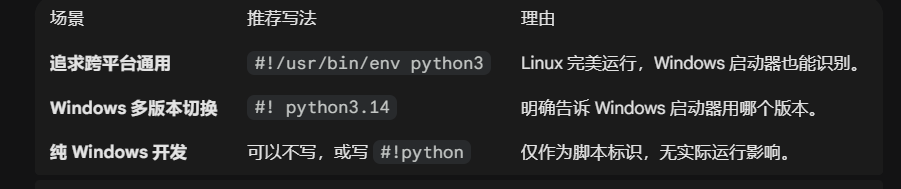 场景 推荐写法 理由
追求跨平台通用 #!/usr/bin/env python3 Linux 完美运行，Windows 启动器也能识别。
Windows 多版本切换 #! python3.14 明确告诉 Windows 启动器用哪个版本。
纯 Windows 开发 可以不写，或写 #!python 仅作为脚本标识，无实际运行影响。